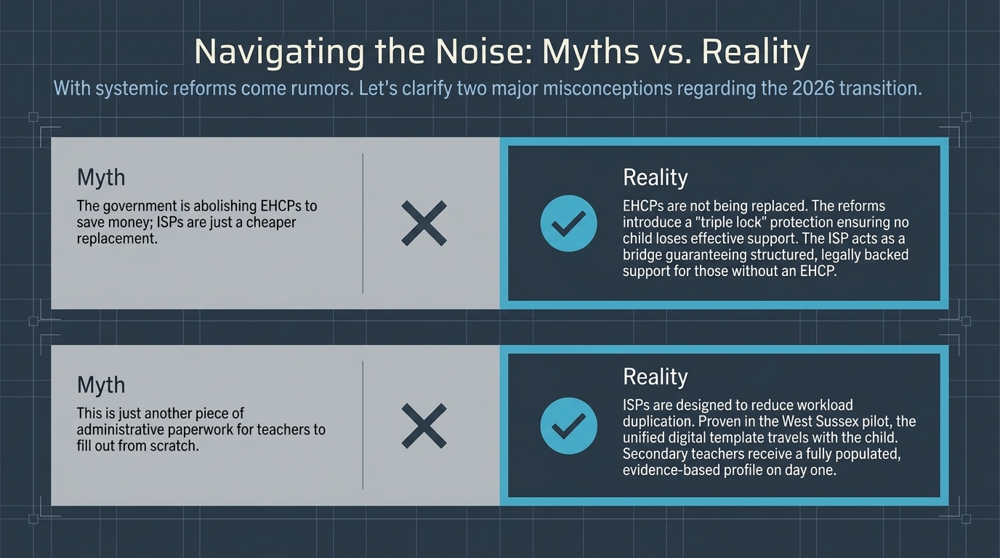 Navigating the Noise: Myths vs. Reality
With systemic reforms come rumors. Let's clarify two major misconceptions regarding the 2026 transition.
Myth
The government is abolishing EHCPs to
save money; ISPs are just a cheaper
replacement.
Reality
EHCPs are not being replaced. The reforms
introduce a "triple lock" protection ensuring no
child loses effective support. The ISP acts as a
bridge guaranteeing structured, legally backed
support for those without an EHCP.
Myth
This is just another piece of
administrative paperwork for teachers to
fill out from scratch.
Reality
ISPs are designed to reduce workload
duplication. Proven in the West Sussex pilot, the
unified digital template travels with the child.
Secondary teachers receive a fully populated,
evidence-based profile on day one.